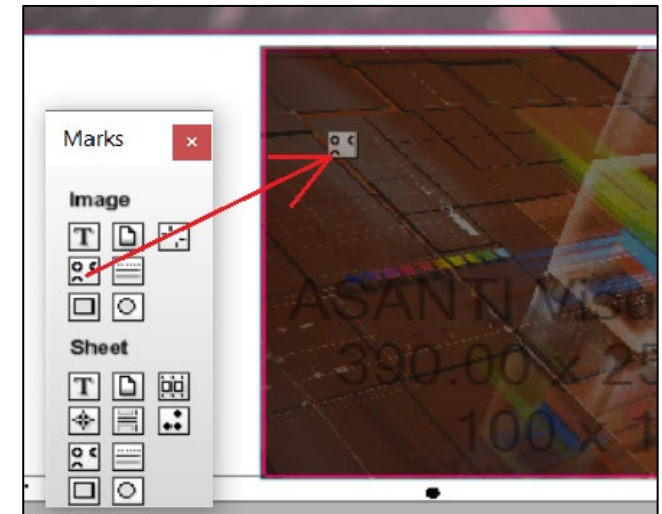 Marks
Image
Sheet
ASANTI Visu
390.00 x 25
100 x 1